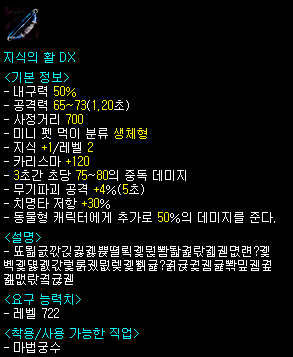 지식의 활 DX
<기본 정보>
- 내구력 50%
- 공격력 65~73(1,20초)
- 사정거리 700
- 미니 펫 먹이 분류 생체형
- 지식 +1/레벨 2
- 카리스마 +120
- 3초간 초당 75~80의 중독 데미지
- 무기파괴 공격 +4%(5초)
- 치명타 저항 +30%
- 동물형 캐릭터에게 추가로 50%의 데미지를 준다.
<설명>
<요구 능력치>
- 레벨 722
<착용/사용 가능한 직업>
- 마법궁수